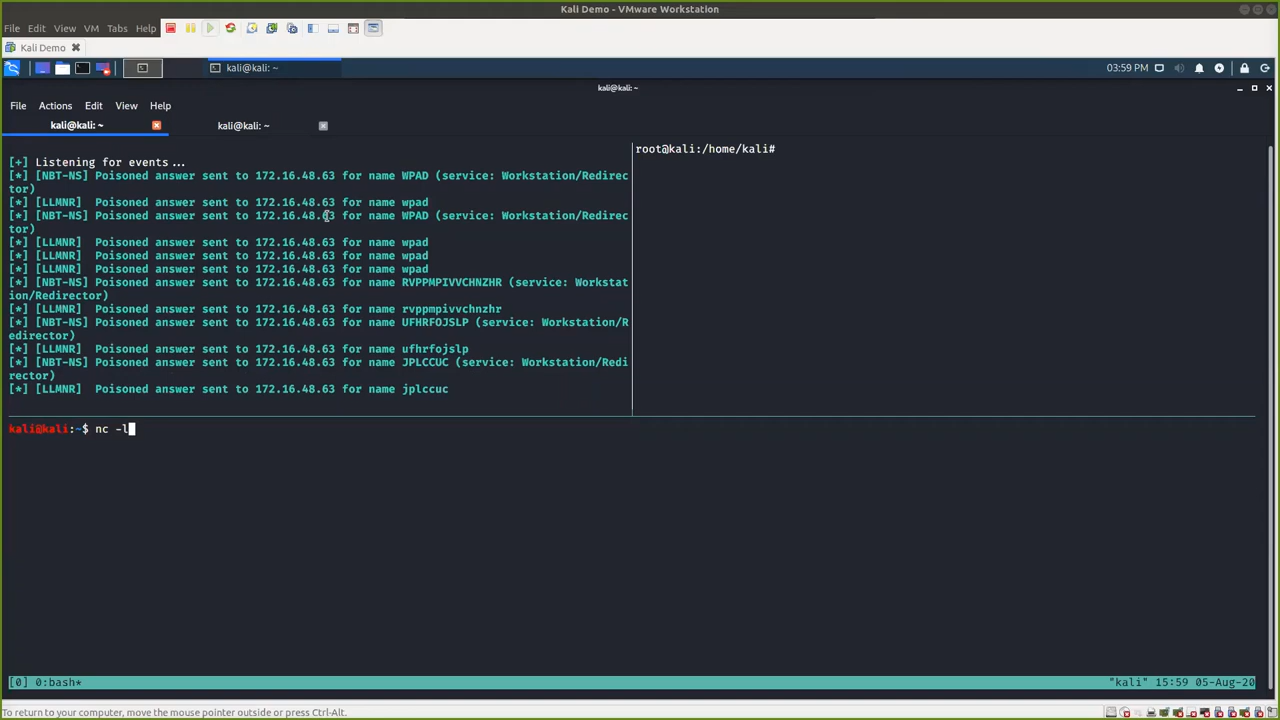 Kali Demo - VMware Workstation
File Edit View VM Tabs Help
Kali Demo
kali@kali: ~ 03:59 PM
kali@kali: ~
File Actions Edit View Help
kali@kali: ~ kali@kali: ~
[+] Listening for events ...
[*] [NBT-NS] Poisoned answer sent to 172.16.48.63 for name WPAD (service: Workstation/Redirec
tor)
[*] [LLMNR]  Poisoned answer sent to 172.16.48.63 for name wpad
[*] [NBT-NS] Poisoned answer sent to 172.16.48.63 for name WPAD (service: Workstation/Redirec
tor)
[*] [LLMNR]  Poisoned answer sent to 172.16.48.63 for name wpad
[*] [LLMNR]  Poisoned answer sent to 172.16.48.63 for name wpad
[*] [LLMNR]  Poisoned answer sent to 172.16.48.63 for name wpad
[*] [NBT-NS] Poisoned answer sent to 172.16.48.63 for name RVPPMPIVVCHNZHR (service: Workstat
ion/Redirector)
[*] [LLMNR]  Poisoned answer sent to 172.16.48.63 for name rvppmpivvchnzhr
[*] [NBT-NS] Poisoned answer sent to 172.16.48.63 for name UFHRFOJSLP (service: Workstation/R
edirector)
[*] [LLMNR]  Poisoned answer sent to 172.16.48.63 for name ufhrfojslp
[*] [NBT-NS] Poisoned answer sent to 172.16.48.63 for name JPLCCUC (service: Workstation/Redi
rector)
[*] [LLMNR]  Poisoned answer sent to 172.16.48.63 for name jplccuc
root@kali:/home/kali#
kali@kali:~$ nc -l
[0] 0:bash* "kali" 15:59 05-Aug-20
To return to your computer, move the mouse pointer outside or press Ctrl-Alt.